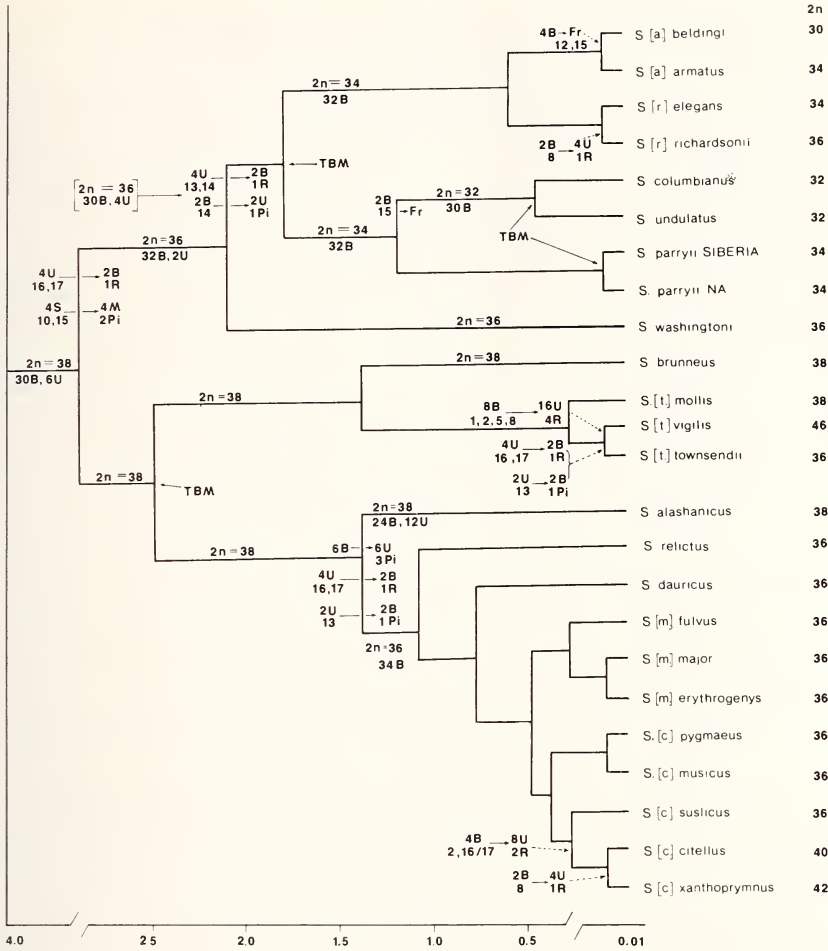 2n
S [a] beldingi 30
4B→Fr
12,15
S [a] armatus 34
2n = 34
32B
S [r] elegans 34
S [r] richardsonii 36
2B→4U
8 1R
TBM
4U→2B
13,14 1R
2B→2U
14 1Pi
[2n = 36
30B, 4U]
S columbianus 32
2n = 32
30B
2B→Fr
15
S undulatus 32
TBM
2n = 34
32B
S parryii SIBERIA 34
S. parryii NA 34
2n=36
32B, 2U
4U→2B
16,17 1R
4S→4M
10,15 2Pi
2n=36
S washingtoni 36
2n = 38
30B, 6U
2n=38
S brunneus 38
2n=38
S.[t.] mollis 38
8B→16U
1,2,5,8 4R
S [t] vigilis 46
4U→2B
16,17 1R
S [t.] townsendii 36
2U→2B
13 1Pi
2n =38
TBM
2n=38
24B, 12U
S alashanicus 38
2n=38
6B→6U
3Pi
S relictus 36
4U→2B
16,17 1R
S dauricus 36
2U→2B
13 1Pi
S [m] fulvus 36
2n=36
34B
S [m] major 36
S [m] erythrogenys 36
S. [c] pygmaeus 36
S. [c] musicus 36
S [c] suslicus 36
4B→8U
2,16/17 2R
S [c] citellus 40
2B→4U
8 1R
S [c] xanthoprymnus 42
4.0 2 5 2.0 1.5 1.0 0.5 0.01